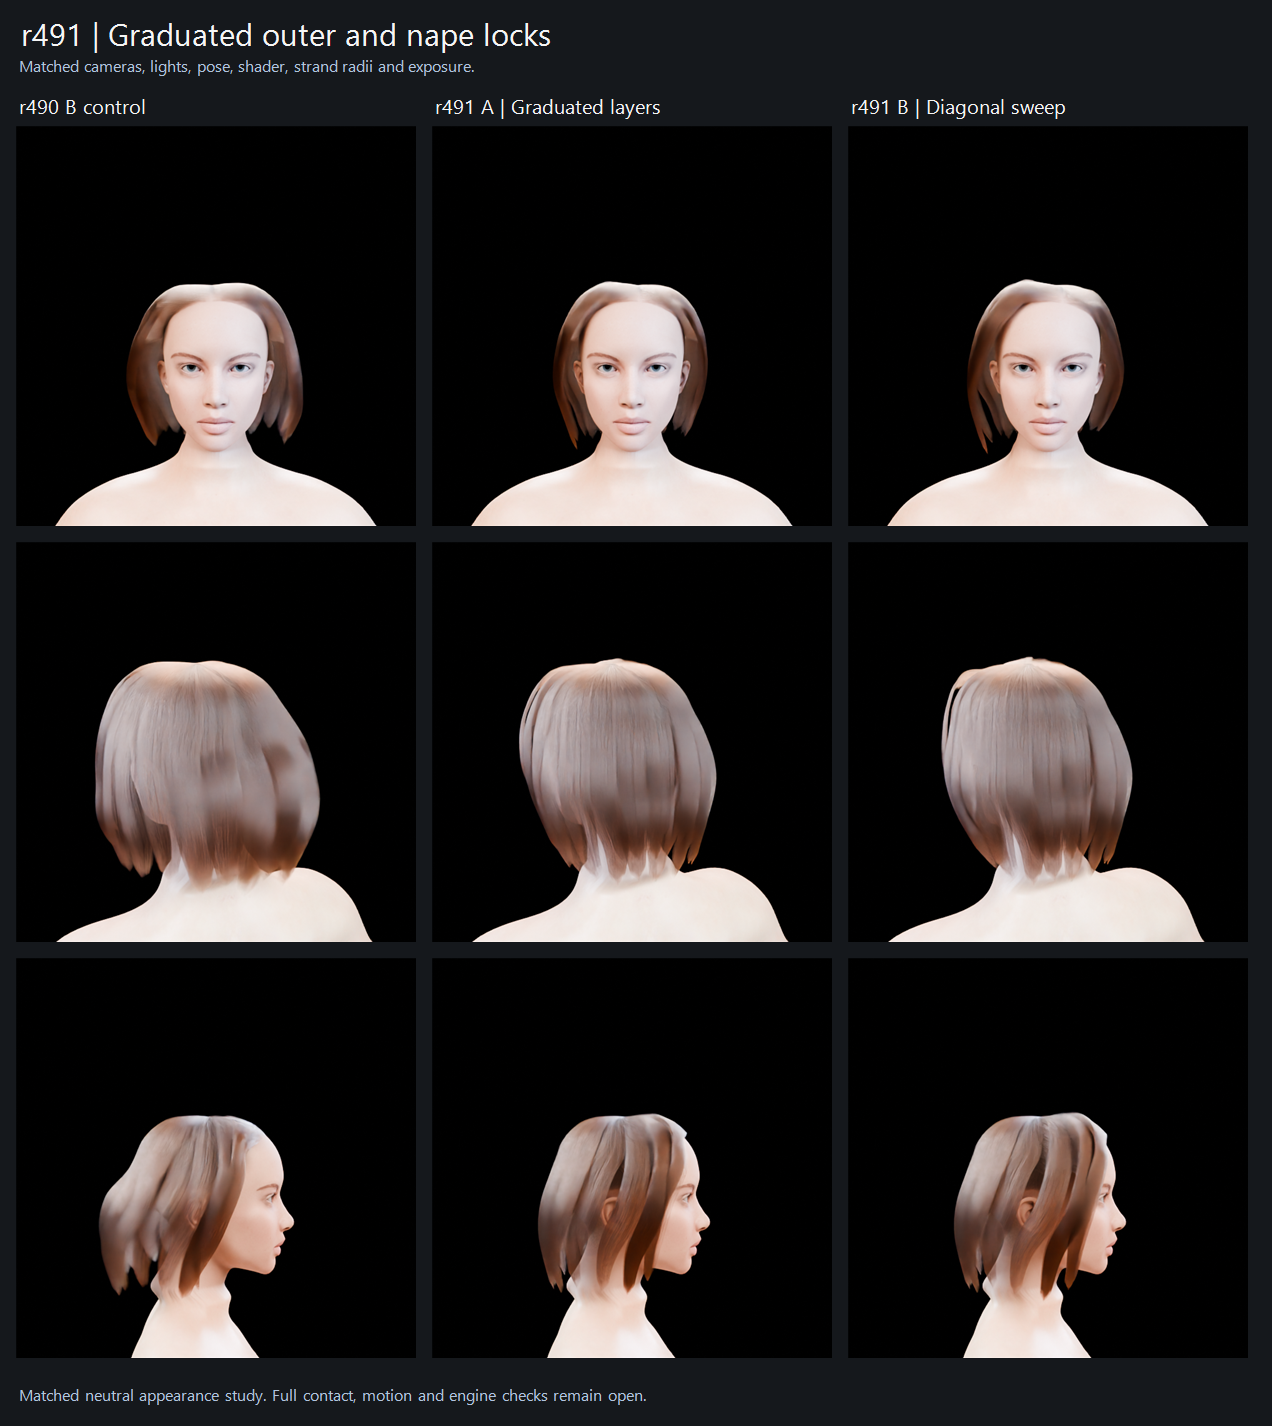 r491 | Graduated outer and nape locks
Matched cameras, lights, pose, shader, strand radii and exposure.
r490 B control
r491 A | Graduated layers
r491 B | Diagonal sweep
Matched neutral appearance study. Full contact, motion and engine checks remain open.